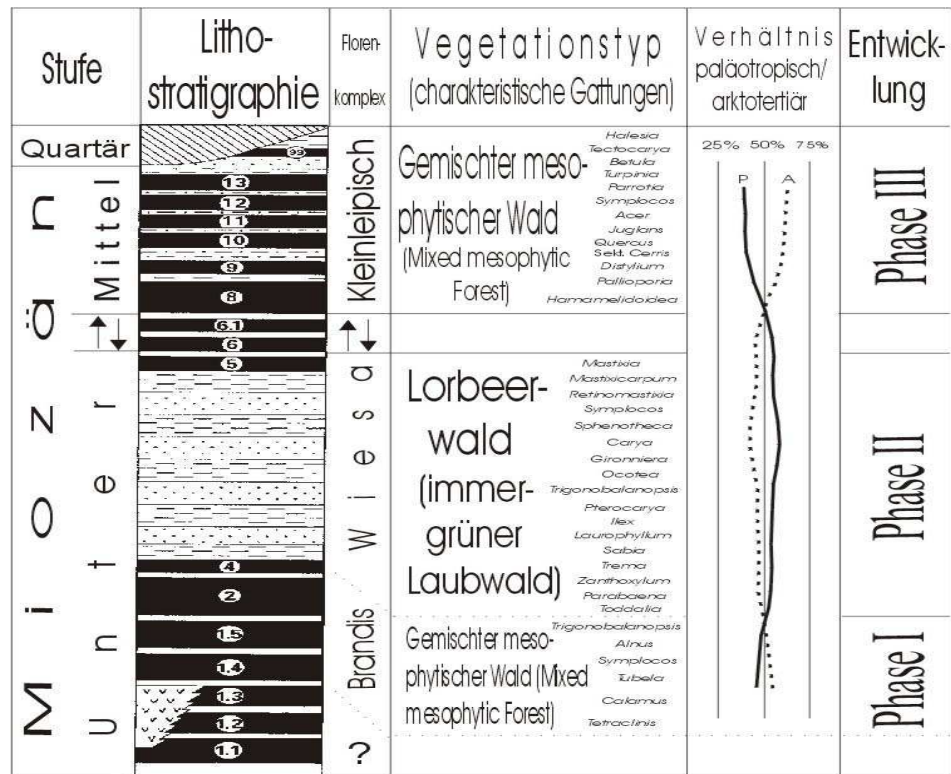 Stufe
Litho-
stratigraphie
Floren-
komplex
Vegetationstyp
(charakteristische Gattungen)
Verhältnis
paläotropisch/
arktotertiär
Entwick-
lung
Quartär
Miozän
Mittel
Unter
99
13
12
11
10
9
8
6.1
6
5
4
2
1.5
1.4
1.3
1.2
1.1
Kleinleipisch
Wiesa
Brandis
?
Gemischter meso-
phytischer Wald
(Mixed mesophytic
Forest)
Halesia
Tectocarya
Betula
Turpinia
Parrotia
Symplocos
Acer
Juglans
Quercus
Sekt. Cerris
Distylium
Pallioporia
Hamamelidoidea
Lorbeer-
wald
(immer-
grüner
Laubwald)
Mastixia
Mastixicarpum
Retinomastixia
Symplocos
Sphenotheca
Carya
Gironniera
Ocotea
Trigonobalanopsis
Pterocarya
Ilex
Laurophyllum
Sabia
Trema
Zanthoxylum
Parabaena
Toddalia
Gemischter meso-
phytischer Wald (Mixed
mesophytic Forest)
Trigonobalanopsis
Alnus
Symplocos
Tubela
Calamus
Tetraclinis
25% 50% 75%
P A
Phase III
Phase II
Phase I